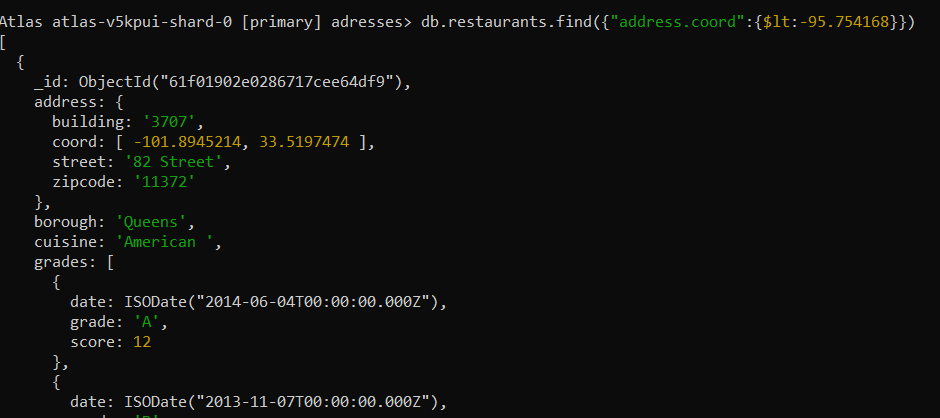 Atlas atlas-v5kpui-shard-0 [primary] adresses> db.restaurants.find({"address.coord":{$lt:-95.754168}})
[
  {
    _id: ObjectId("61f01902e0286717cee64df9"),
    address: {
      building: '3707',
      coord: [ -101.8945214, 33.5197474 ],
      street: '82 Street',
      zipcode: '11372'
    },
    borough: 'Queens',
    cuisine: 'American ',
    grades: [
      {
        date: ISODate("2014-06-04T00:00:00.000Z"),
        grade: 'A',
        score: 12
      },
      {
        date: ISODate("2013-11-07T00:00:00.000Z"),